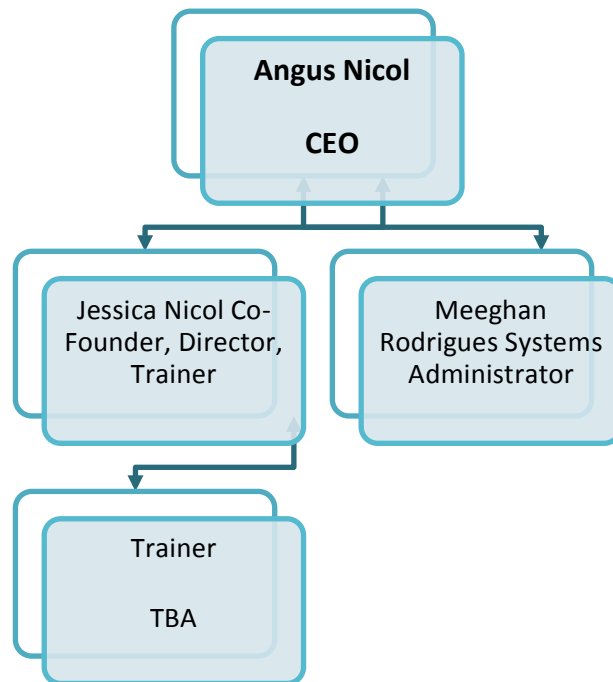 Angus Nicol
CEO
Jessica Nicol Co-
Founder, Director,
Trainer
Meeghan
Rodrigues Systems
Administrator
Trainer
TBA